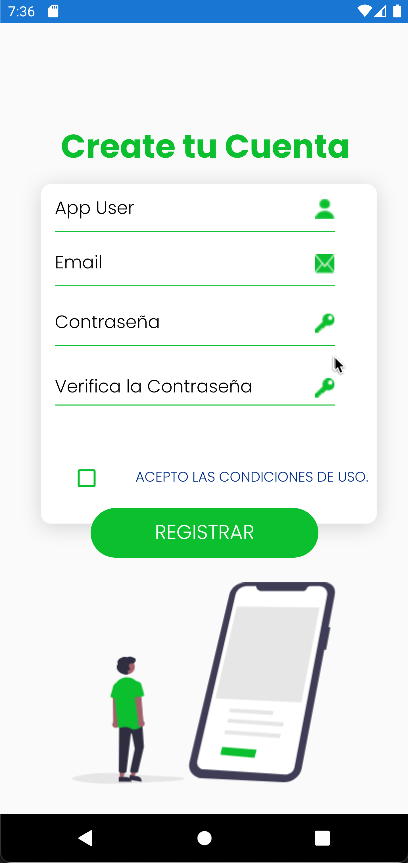 7:36
Create tu Cuenta
App User
Email
Contraseña
Verifica la Contraseña
ACEPTO LAS CONDICIONES DE USO.
REGISTRAR